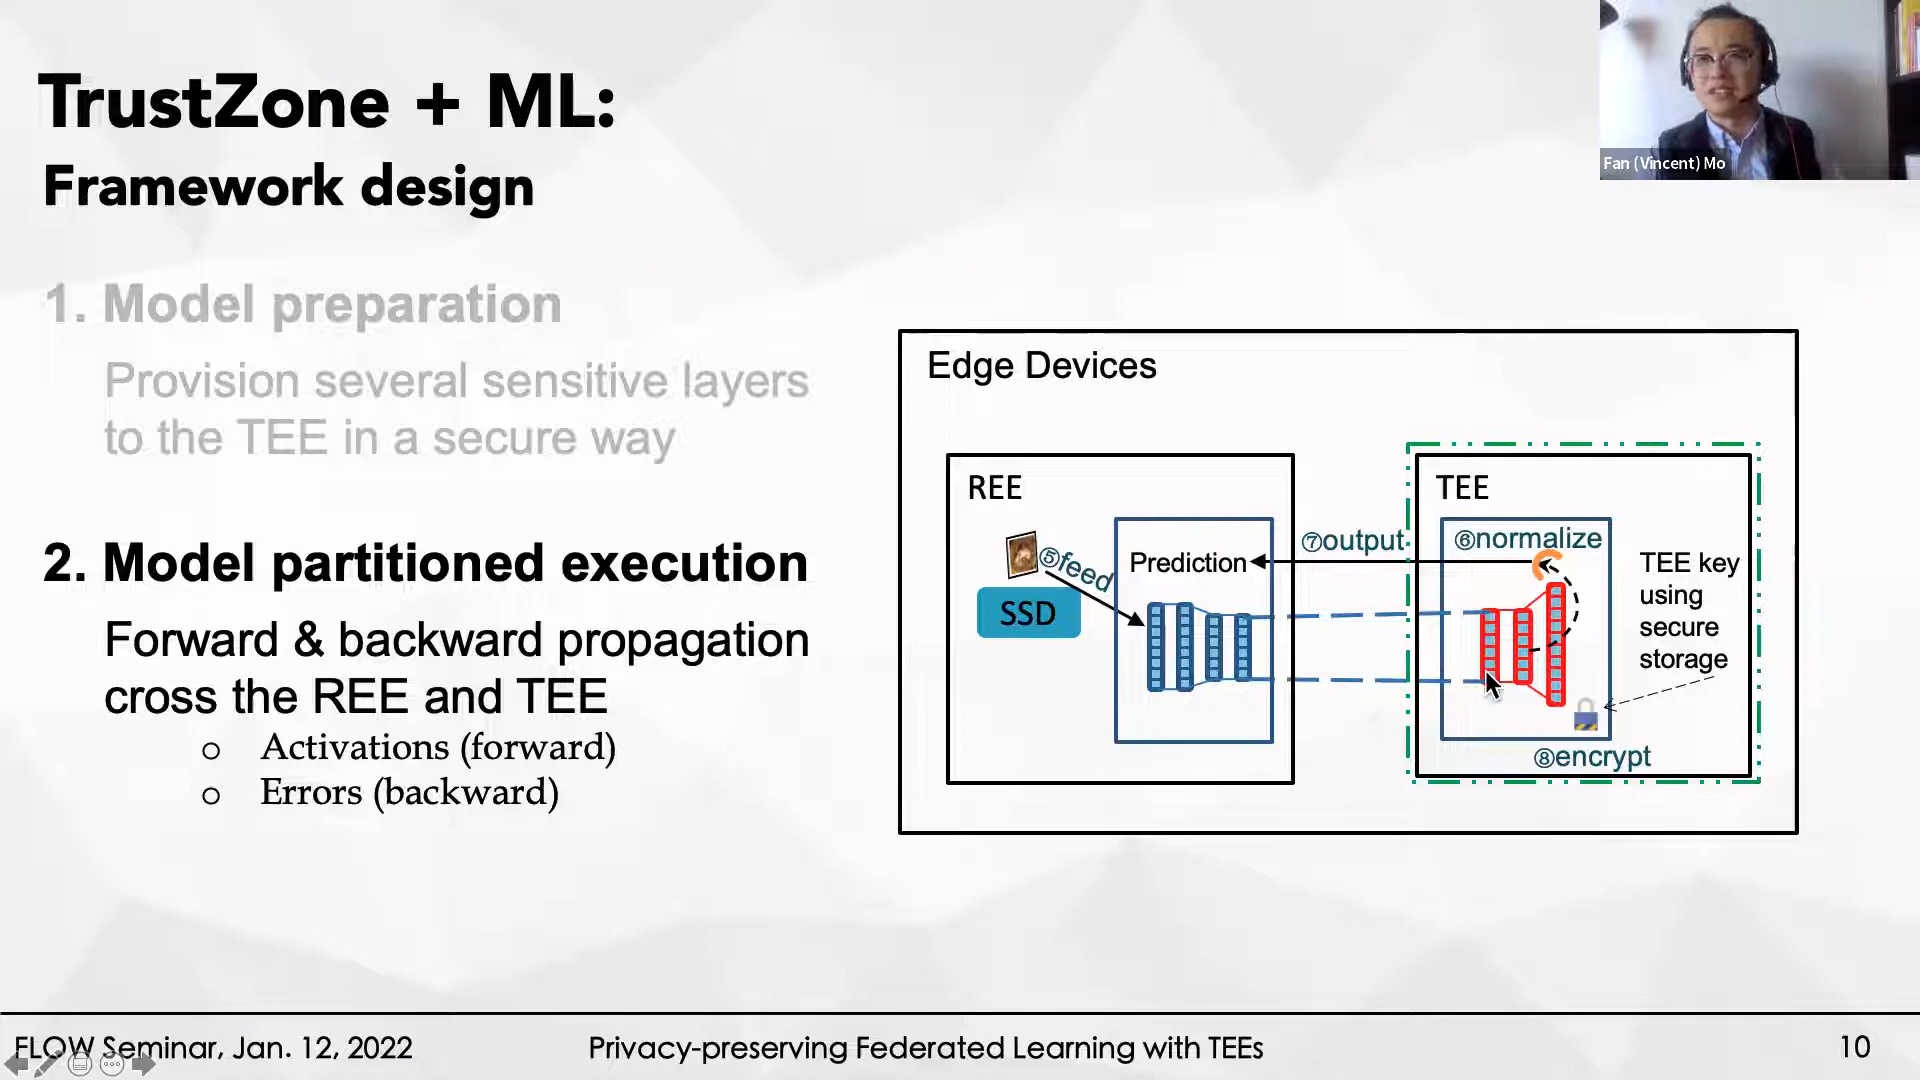 TrustZone + ML:
Framework design
1. Model preparation
Provision several sensitive layers
to the TEE in a secure way
2. Model partitioned execution
Forward & backward propagation
cross the REE and TEE
o Activations (forward)
o Errors (backward)
Edge Devices
REE
⑤feed
SSD
Prediction
⑦output
TEE
⑥normalize
TEE key
using
secure
storage
⑧encrypt
Fan (Vincent) Mo
FLOW Seminar, Jan. 12, 2022
Privacy-preserving Federated Learning with TEEs
10